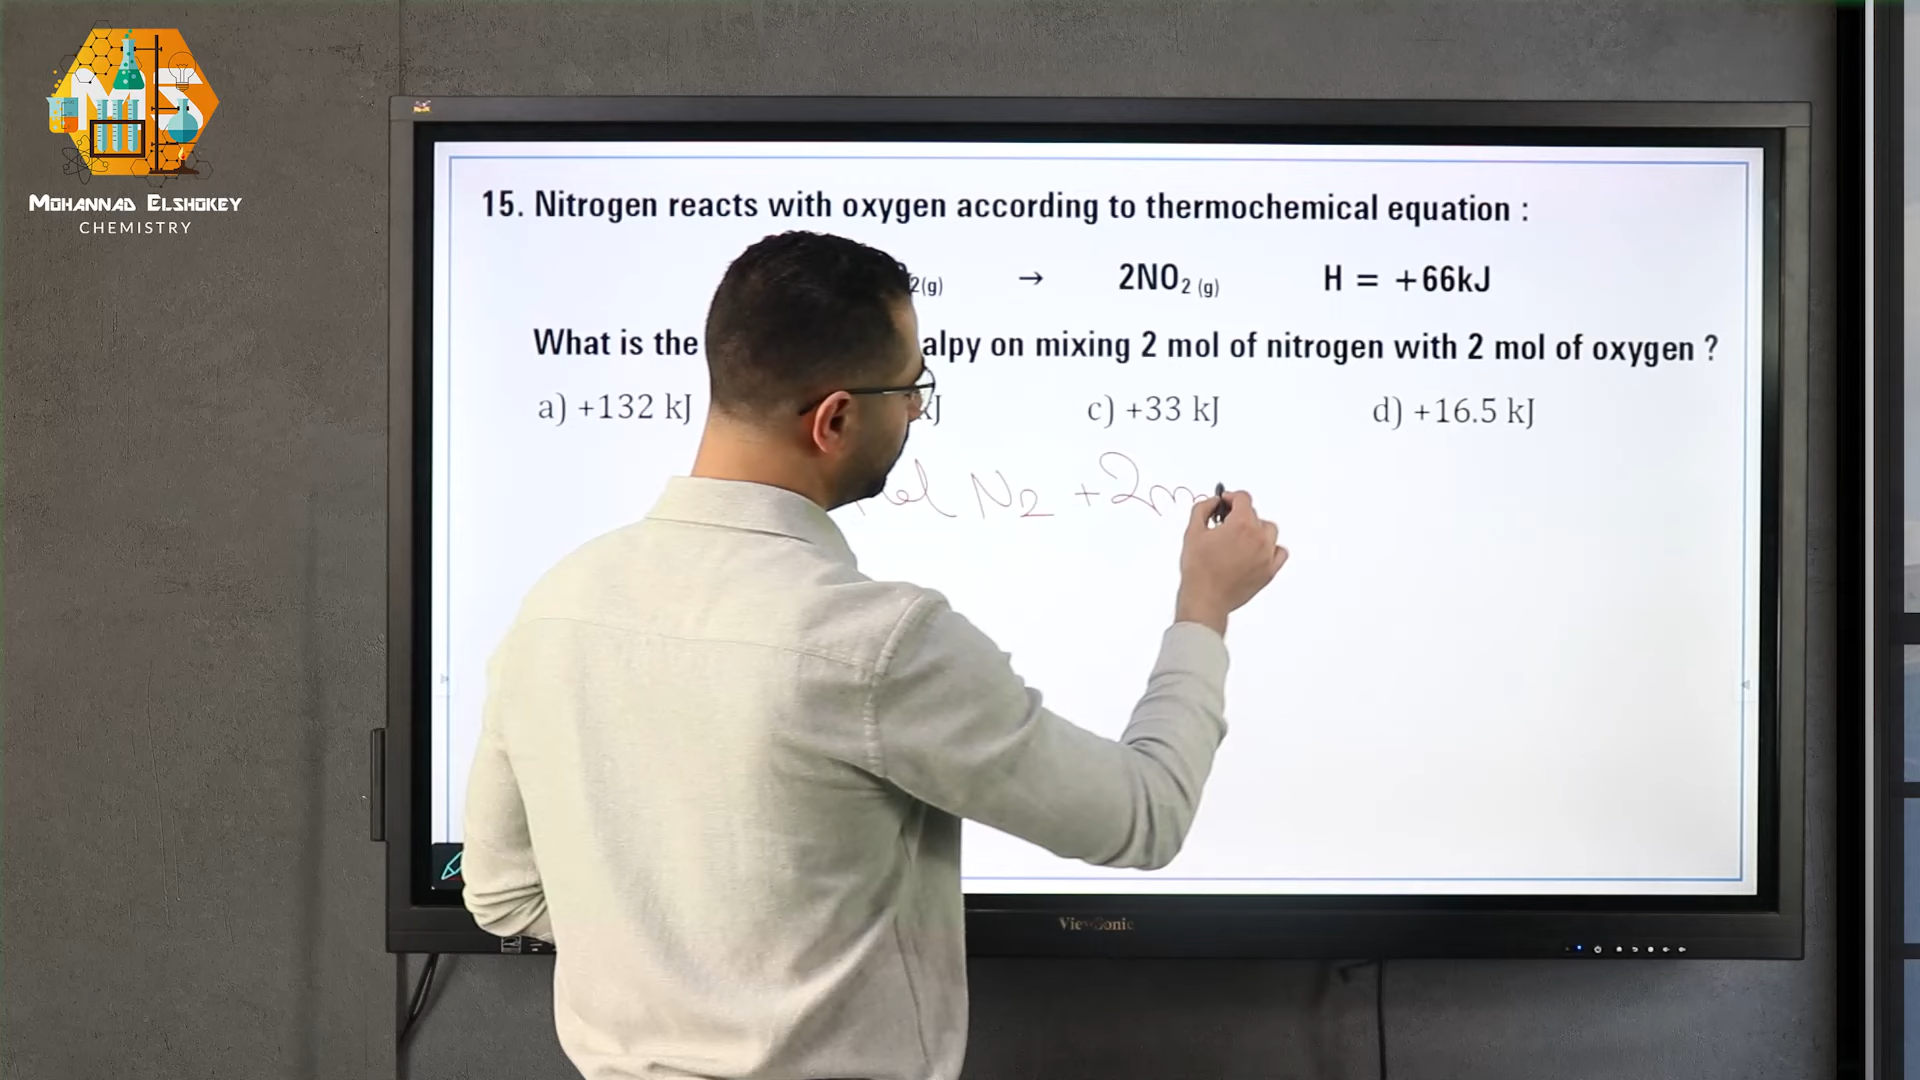 MS
MOHANNAD ELSHOKEY
CHEMISTRY
15. Nitrogen reacts with oxygen according to thermochemical equation :
2(g) → 2NO2 (g) H = +66kJ
What is the alpy on mixing 2 mol of nitrogen with 2 mol of oxygen ?
a) +132 kJ kJ c) +33 kJ d) +16.5 kJ
N2 + 2m
ViewSonic